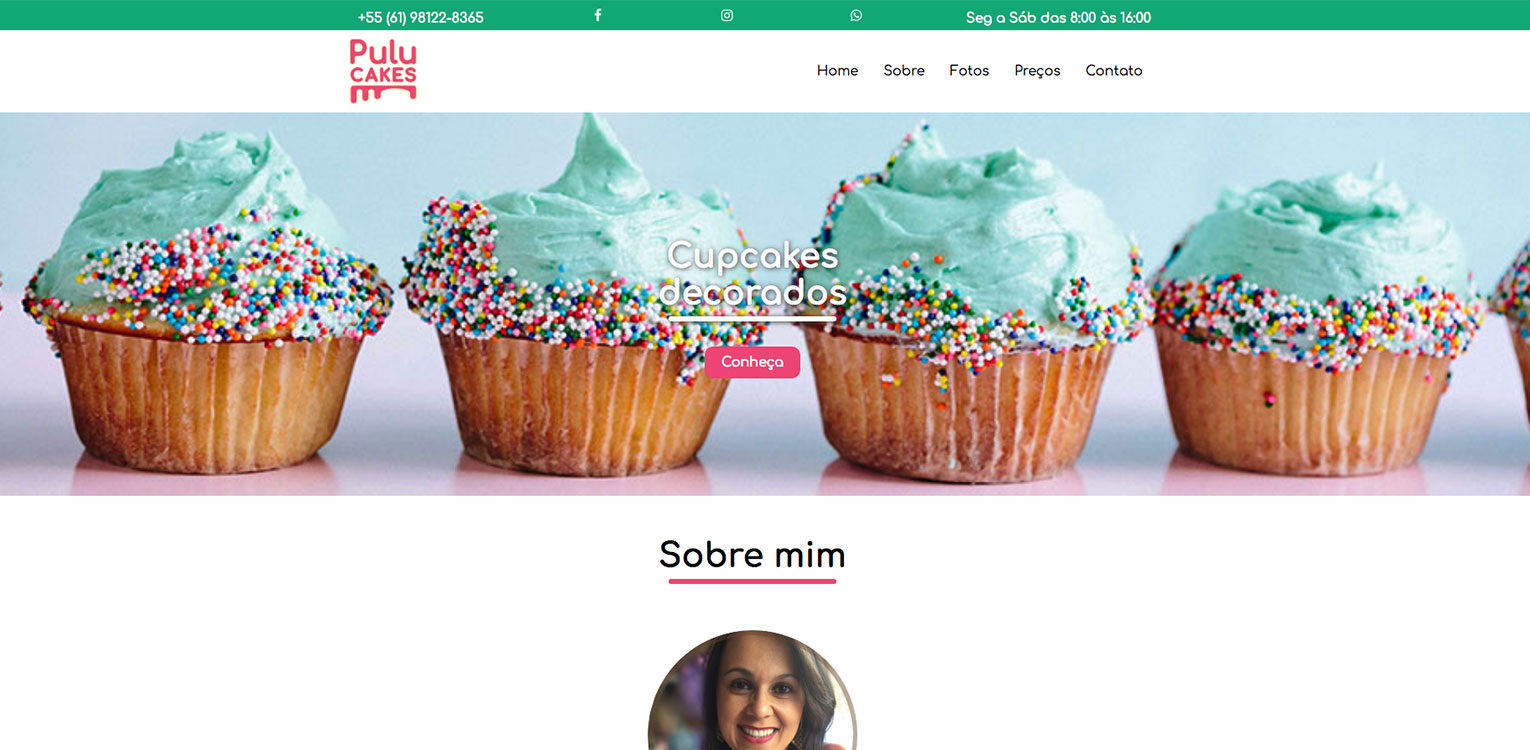 +55 (61) 98122-8365 Seg a Sáb das 8:00 às 16:00
Pulu
CAKES
Home Sobre Fotos Preços Contato
Cupcakes
decorados
Conheça
Sobre mim